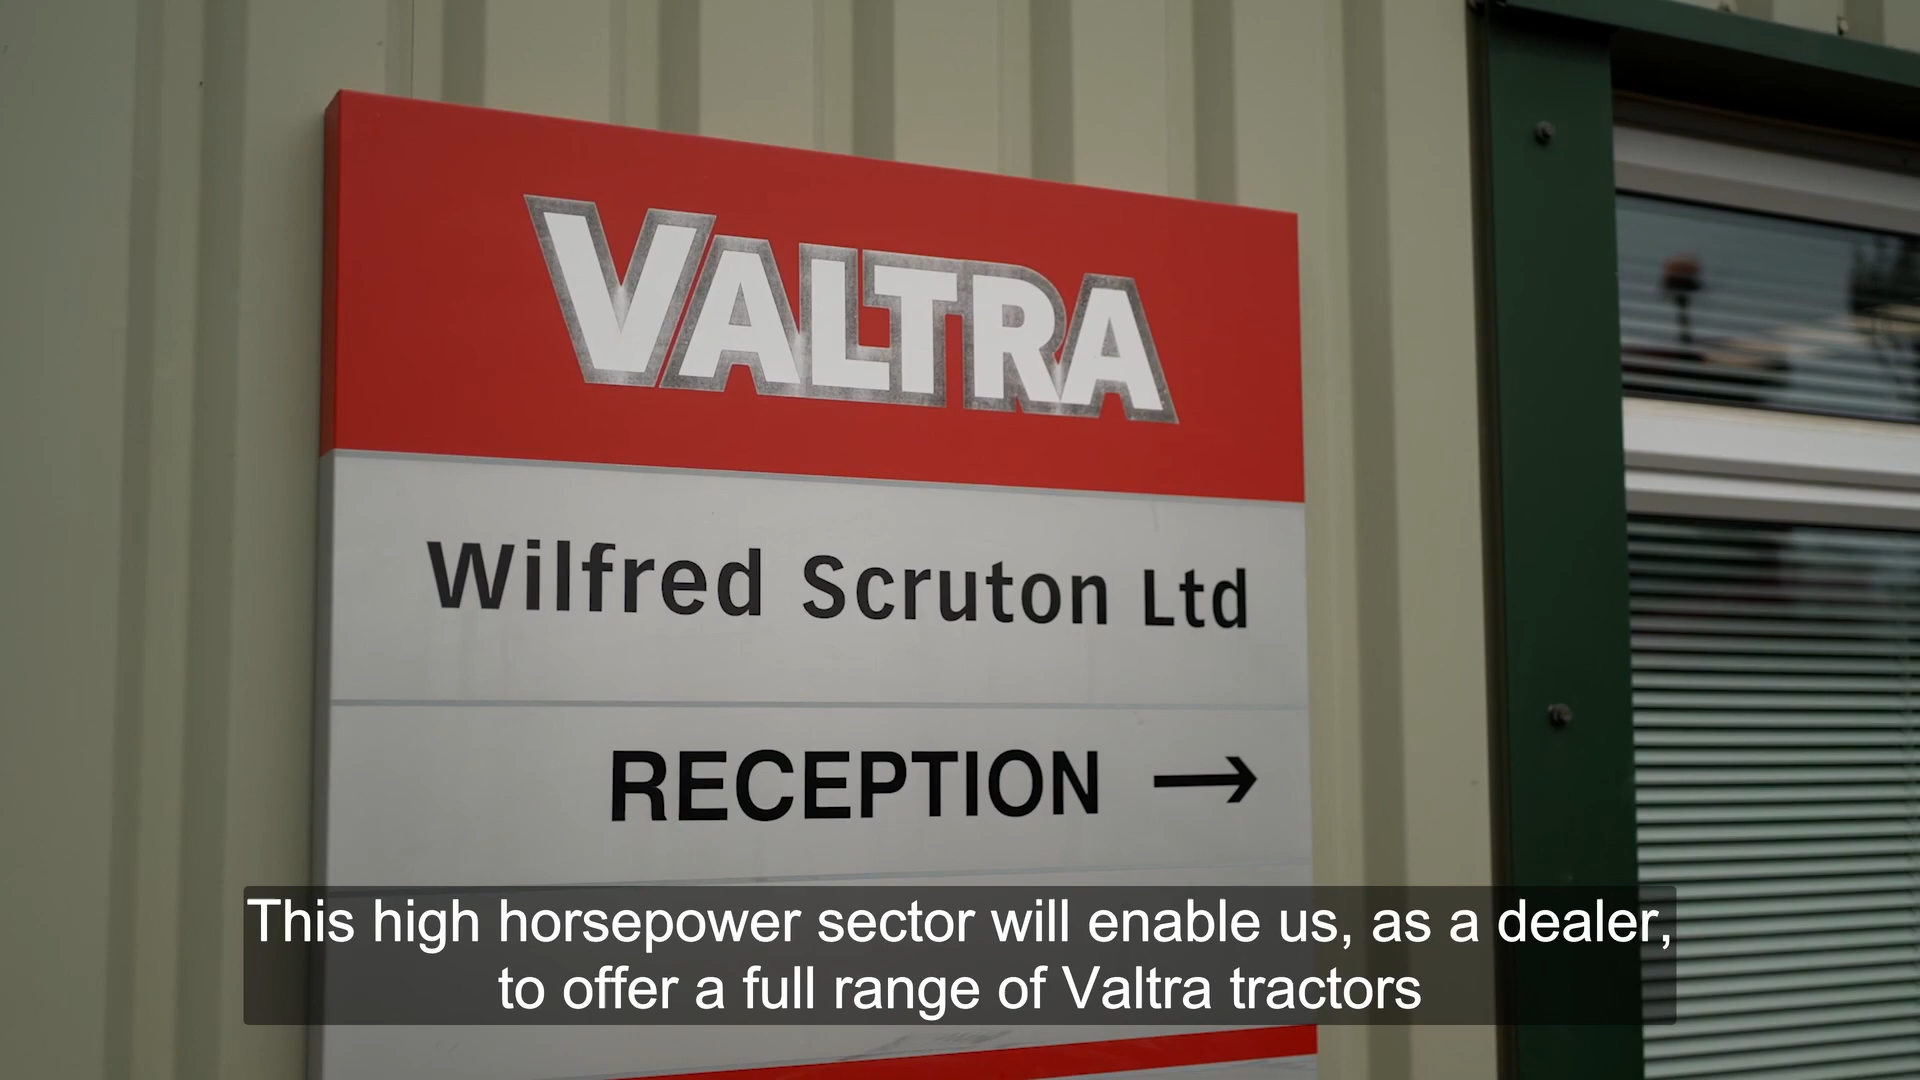 VALTRA
Wilfred Scruton Ltd
RECEPTION →
This high horsepower sector will enable us, as a dealer,
to offer a full range of Valtra tractors